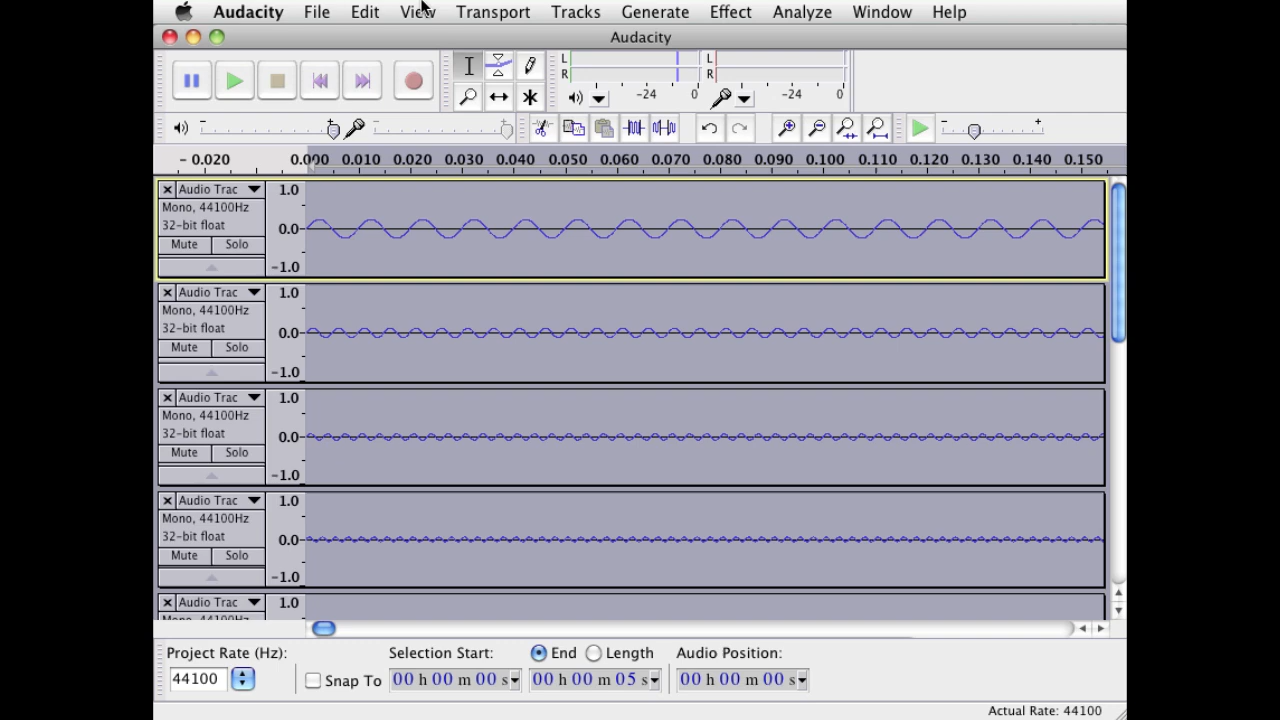 Audacity File Edit View Transport Tracks Generate Effect Analyze Window Help
Audacity
L L
R R
-24 0 -24 0
- 0.020 0.000 0.010 0.020 0.030 0.040 0.050 0.060 0.070 0.080 0.090 0.100 0.110 0.120 0.130 0.140 0.150
Audio Trac 1.0
Mono, 44100Hz
32-bit float 0.0
Mute Solo
-1.0
Audio Trac 1.0
Mono, 44100Hz
32-bit float 0.0
Mute Solo
-1.0
Audio Trac 1.0
Mono, 44100Hz
32-bit float 0.0
Mute Solo
-1.0
Audio Trac 1.0
Mono, 44100Hz
32-bit float 0.0
Mute Solo
-1.0
Audio Trac 1.0
Mono, 44100Hz
Project Rate (Hz): Selection Start: End Length Audio Position:
44100 Snap To 00 h 00 m 00 s 00 h 00 m 05 s 00 h 00 m 00 s
Actual Rate: 44100